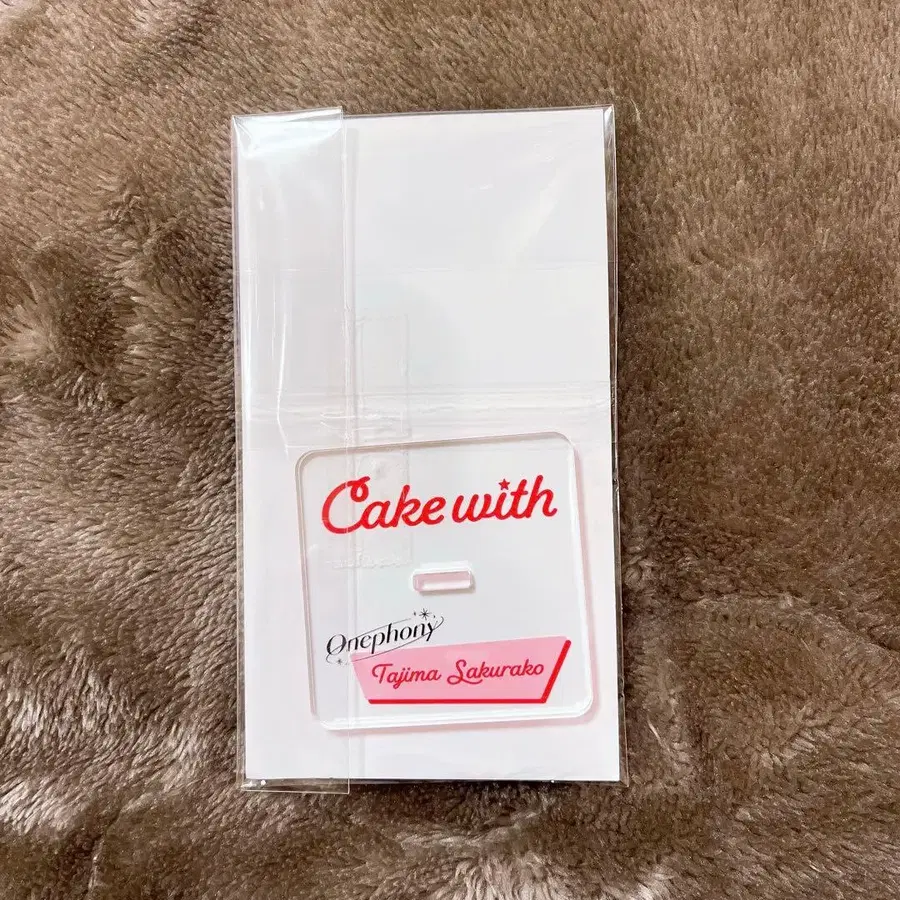 Cake with
Onephony
Tajima Sakurako